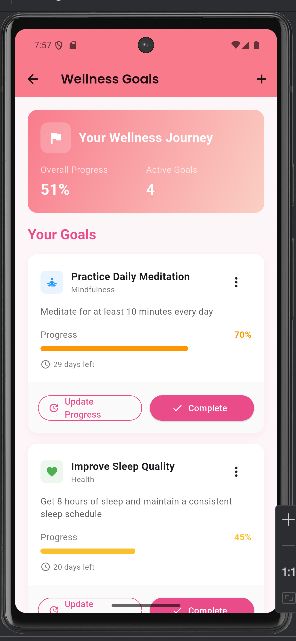 7:57
Wellness Goals
Your Wellness Journey
Overall Progress
Active Goals
51%
4
Your Goals
Practice Daily Meditation
Mindfulness
Meditate for at least 10 minutes every day
Progress
70%
29 days left
Update
Progress
Complete
Improve Sleep Quality
Health
Get 8 hours of sleep and maintain a consistent
sleep schedule
Progress
45%
20 days left
Update
Complete
1:1